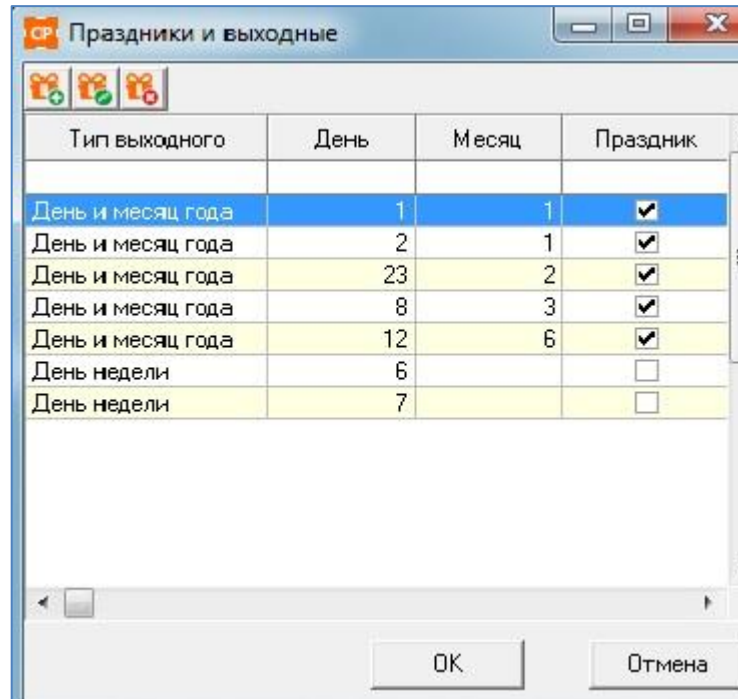 CP Праздники и выходные
Тип выходного День Месяц Праздник
День и месяц года 1 1
День и месяц года 2 1
День и месяц года 23 2
День и месяц года 8 3
День и месяц года 12 6
День недели 6
День недели 7
OK Отмена